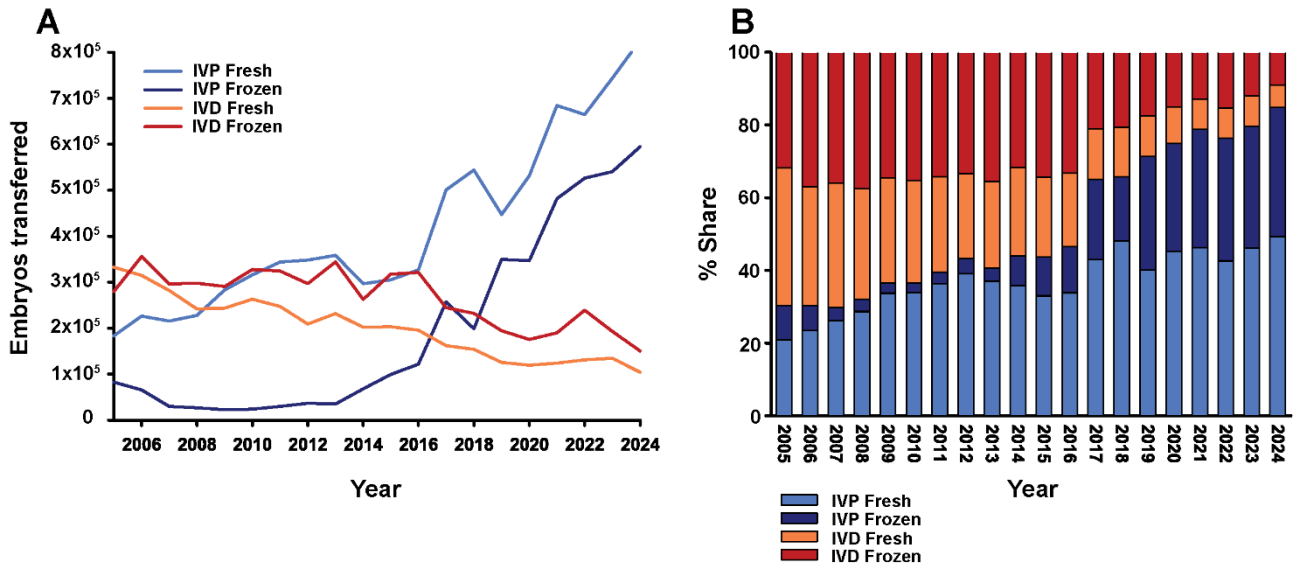 A
Embryos transferred
8x10⁵
7x10⁵
6x10⁵
5x10⁵
4x10⁵
3x10⁵
2x10⁵
1x10⁵
0
IVP Fresh
IVP Frozen
IVD Fresh
IVD Frozen
2006 2008 2010 2012 2014 2016 2018 2020 2022 2024
Year
B
% Share
100
80
60
40
20
0
2005 2006 2007 2008 2009 2010 2011 2012 2013 2014 2015 2016 2017 2018 2019 2020 2021 2022 2023 2024
Year
IVP Fresh
IVP Frozen
IVD Fresh
IVD Frozen